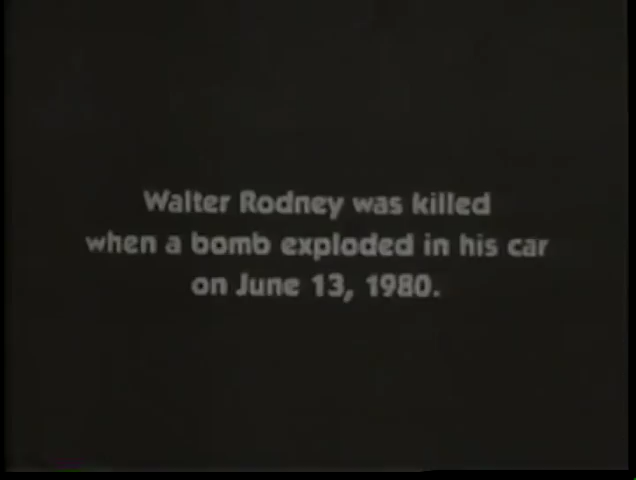 Walter Rodney was killed
when a bomb exploded in his car
on June 13, 1980.